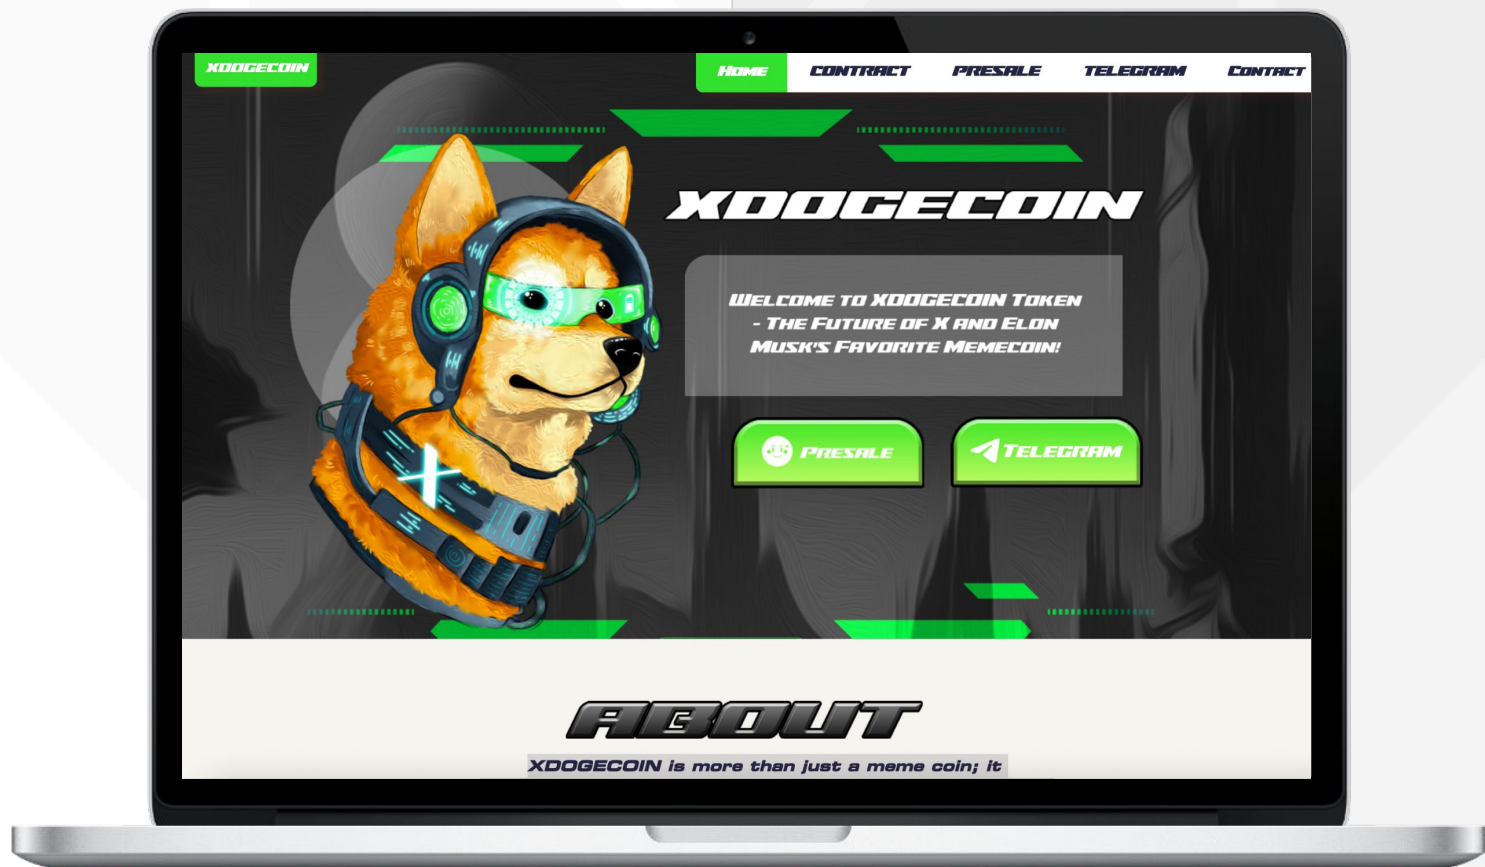 XDOGECOIN
Home CONTRACT PRESALE TELEGRAM Contact
XDOGECOIN
Welcome to XDOGECOIN Token
- The Future of X and Elon
Musk's Favorite Memecoin!
Presale
Telegram
X
ABOUT
XDOGECOIN is more than just a meme coin; it